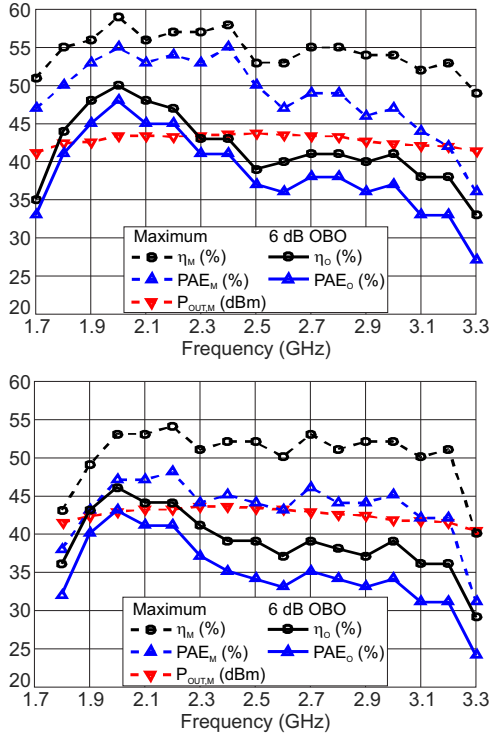 60
55
50
45
40
35
30
25
20
Maximum 6 dB OBO
ηM (%) ηO (%)
PAEM (%) PAEO (%)
POUT,M (dBm)
1.7 1.9 2.1 2.3 2.5 2.7 2.9 3.1 3.3
Frequency (GHz)
60
55
50
45
40
35
30
25
20
Maximum 6 dB OBO
ηM (%) ηO (%)
PAEM (%) PAEO (%)
POUT,M (dBm)
1.7 1.9 2.1 2.3 2.5 2.7 2.9 3.1 3.3
Frequency (GHz)